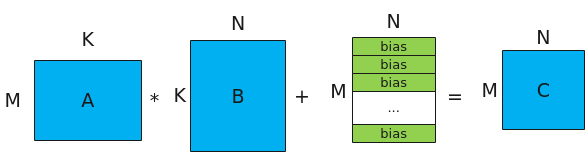 K
M A * K N B + M N bias
bias
bias
...
bias
= M N C